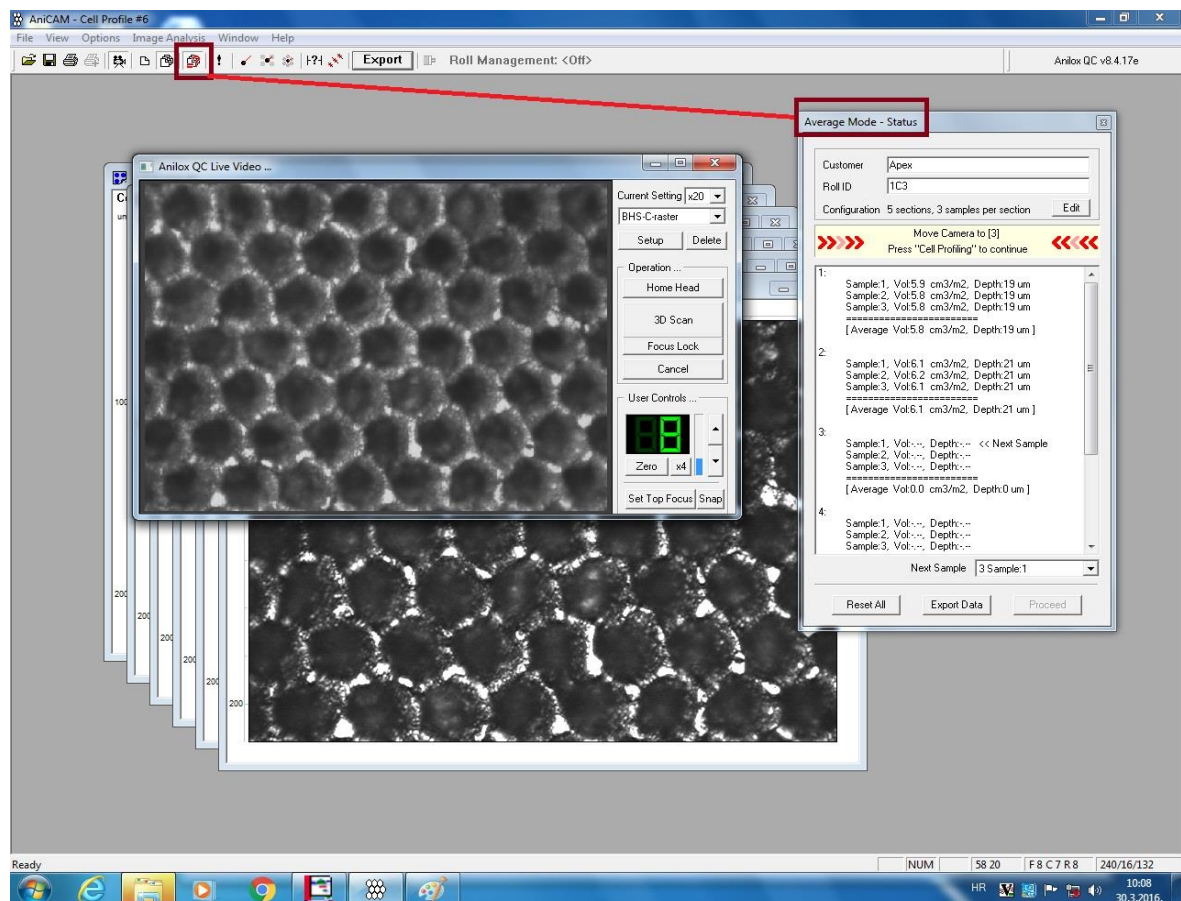 AniCAM - Cell Profile #6
File View Options Image Analysis Window Help
Export Roll Management: <Off> Anilox QC v8.4.17e
Average Mode - Status
Customer Apex
Roll ID 1C3
Configuration 5 sections, 3 samples per section Edit
Move Camera to [3]
Press "Cell Profiling" to continue
1:
Sample:1, Vol:5.9 cm3/m2, Depth:19 um
Sample:2, Vol:5.8 cm3/m2, Depth:19 um
Sample:3, Vol:5.8 cm3/m2, Depth:19 um
========================
[ Average Vol:5.8 cm3/m2, Depth:19 um ]
2:
Sample:1, Vol:6.1 cm3/m2, Depth:21 um
Sample:2, Vol:6.2 cm3/m2, Depth:21 um
Sample:3, Vol:6.1 cm3/m2, Depth:21 um
========================
[ Average Vol:6.1 cm3/m2, Depth:21 um ]
3:
Sample:1, Vol:-.--, Depth:-.-- << Next Sample
Sample:2, Vol:-.--, Depth:-.--
Sample:3, Vol:-.--, Depth:-.--
========================
[ Average Vol:0.0 cm3/m2, Depth:0 um ]
4:
Sample:1, Vol:-.--, Depth:-.--
Sample:2, Vol:-.--, Depth:-.--
Sample:3, Vol:-.--, Depth:-.--
Next Sample 3 Sample:1
Reset All Export Data Proceed
Anilox QC Live Video ...
Current Setting x20
BHS-C-raster
Setup Delete
Operation ...
Home Head
3D Scan
Focus Lock
Cancel
User Controls ...
8
Zero x4
Set Top Focus Snap
200
200
200
200
200
Ready NUM 58 20 F 8 C 7 R 8 240/16/132
HR 10:08
30.3.2016.